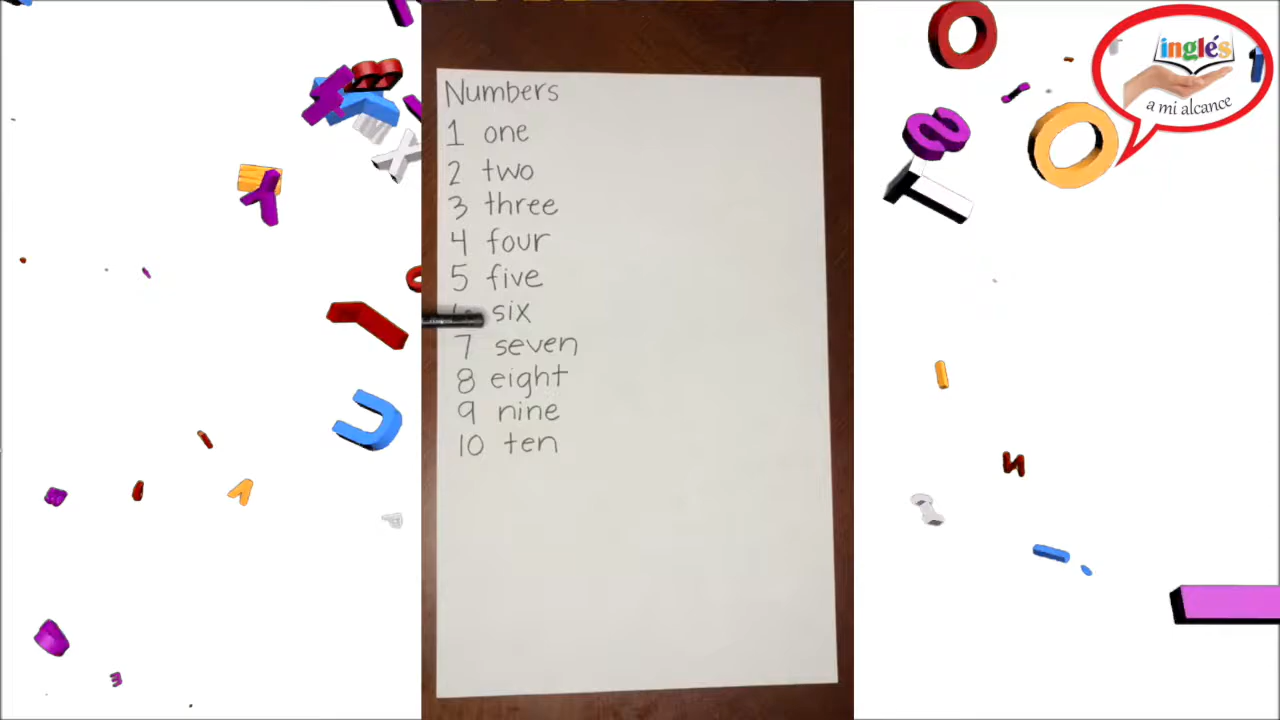 Numbers
1 one
2 two
3 three
4 four
5 five
six
7 seven
8 eight
9 nine
10 ten
inglés
a mi alcance